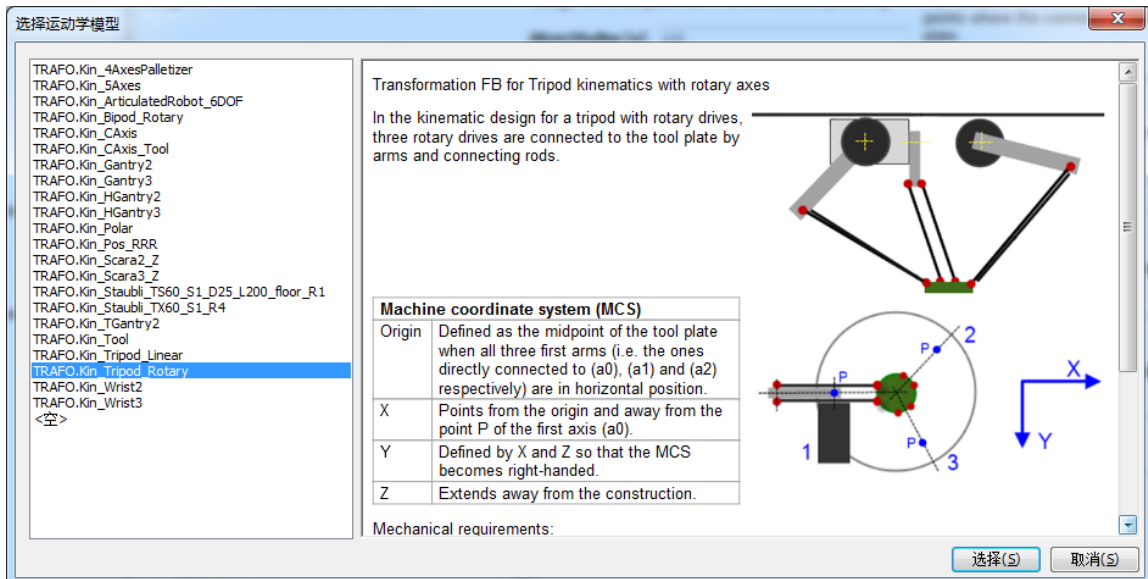 选择运动学模型
TRAFO.Kin_4AxesPalletizer
TRAFO.Kin_5Axes
TRAFO.Kin_ArticulatedRobot_6DOF
TRAFO.Kin_Bipod_Rotary
TRAFO.Kin_CAxis
TRAFO.Kin_CAxis_Tool
TRAFO.Kin_Gantry2
TRAFO.Kin_Gantry3
TRAFO.Kin_HGantry2
TRAFO.Kin_HGantry3
TRAFO.Kin_Polar
TRAFO.Kin_Pos_RRR
TRAFO.Kin_Scara2_Z
TRAFO.Kin_Scara3_Z
TRAFO.Kin_Staubli_TS60_S1_D25_L200_floor_R1
TRAFO.Kin_Staubli_TX60_S1_R4
TRAFO.Kin_TGantry2
TRAFO.Kin_Tool
TRAFO.Kin_Tripod_Linear
TRAFO.Kin_Tripod_Rotary
TRAFO.Kin_Wrist2
TRAFO.Kin_Wrist3
<空>
Transformation FB for Tripod kinematics with rotary axes
In the kinematic design for a tripod with rotary drives,
three rotary drives are connected to the tool plate by
arms and connecting rods.
Machine coordinate system (MCS)
Origin Defined as the midpoint of the tool plate
when all three first arms (i.e. the ones
directly connected to (a0), (a1) and (a2)
respectively) are in horizontal position.
X Points from the origin and away from the
point P of the first axis (a0).
Y Defined by X and Z so that the MCS
becomes right-handed.
Z Extends away from the construction.
Mechanical requirements:
2
P
P
X
P
Y
1
3
选择(S)
取消(S)